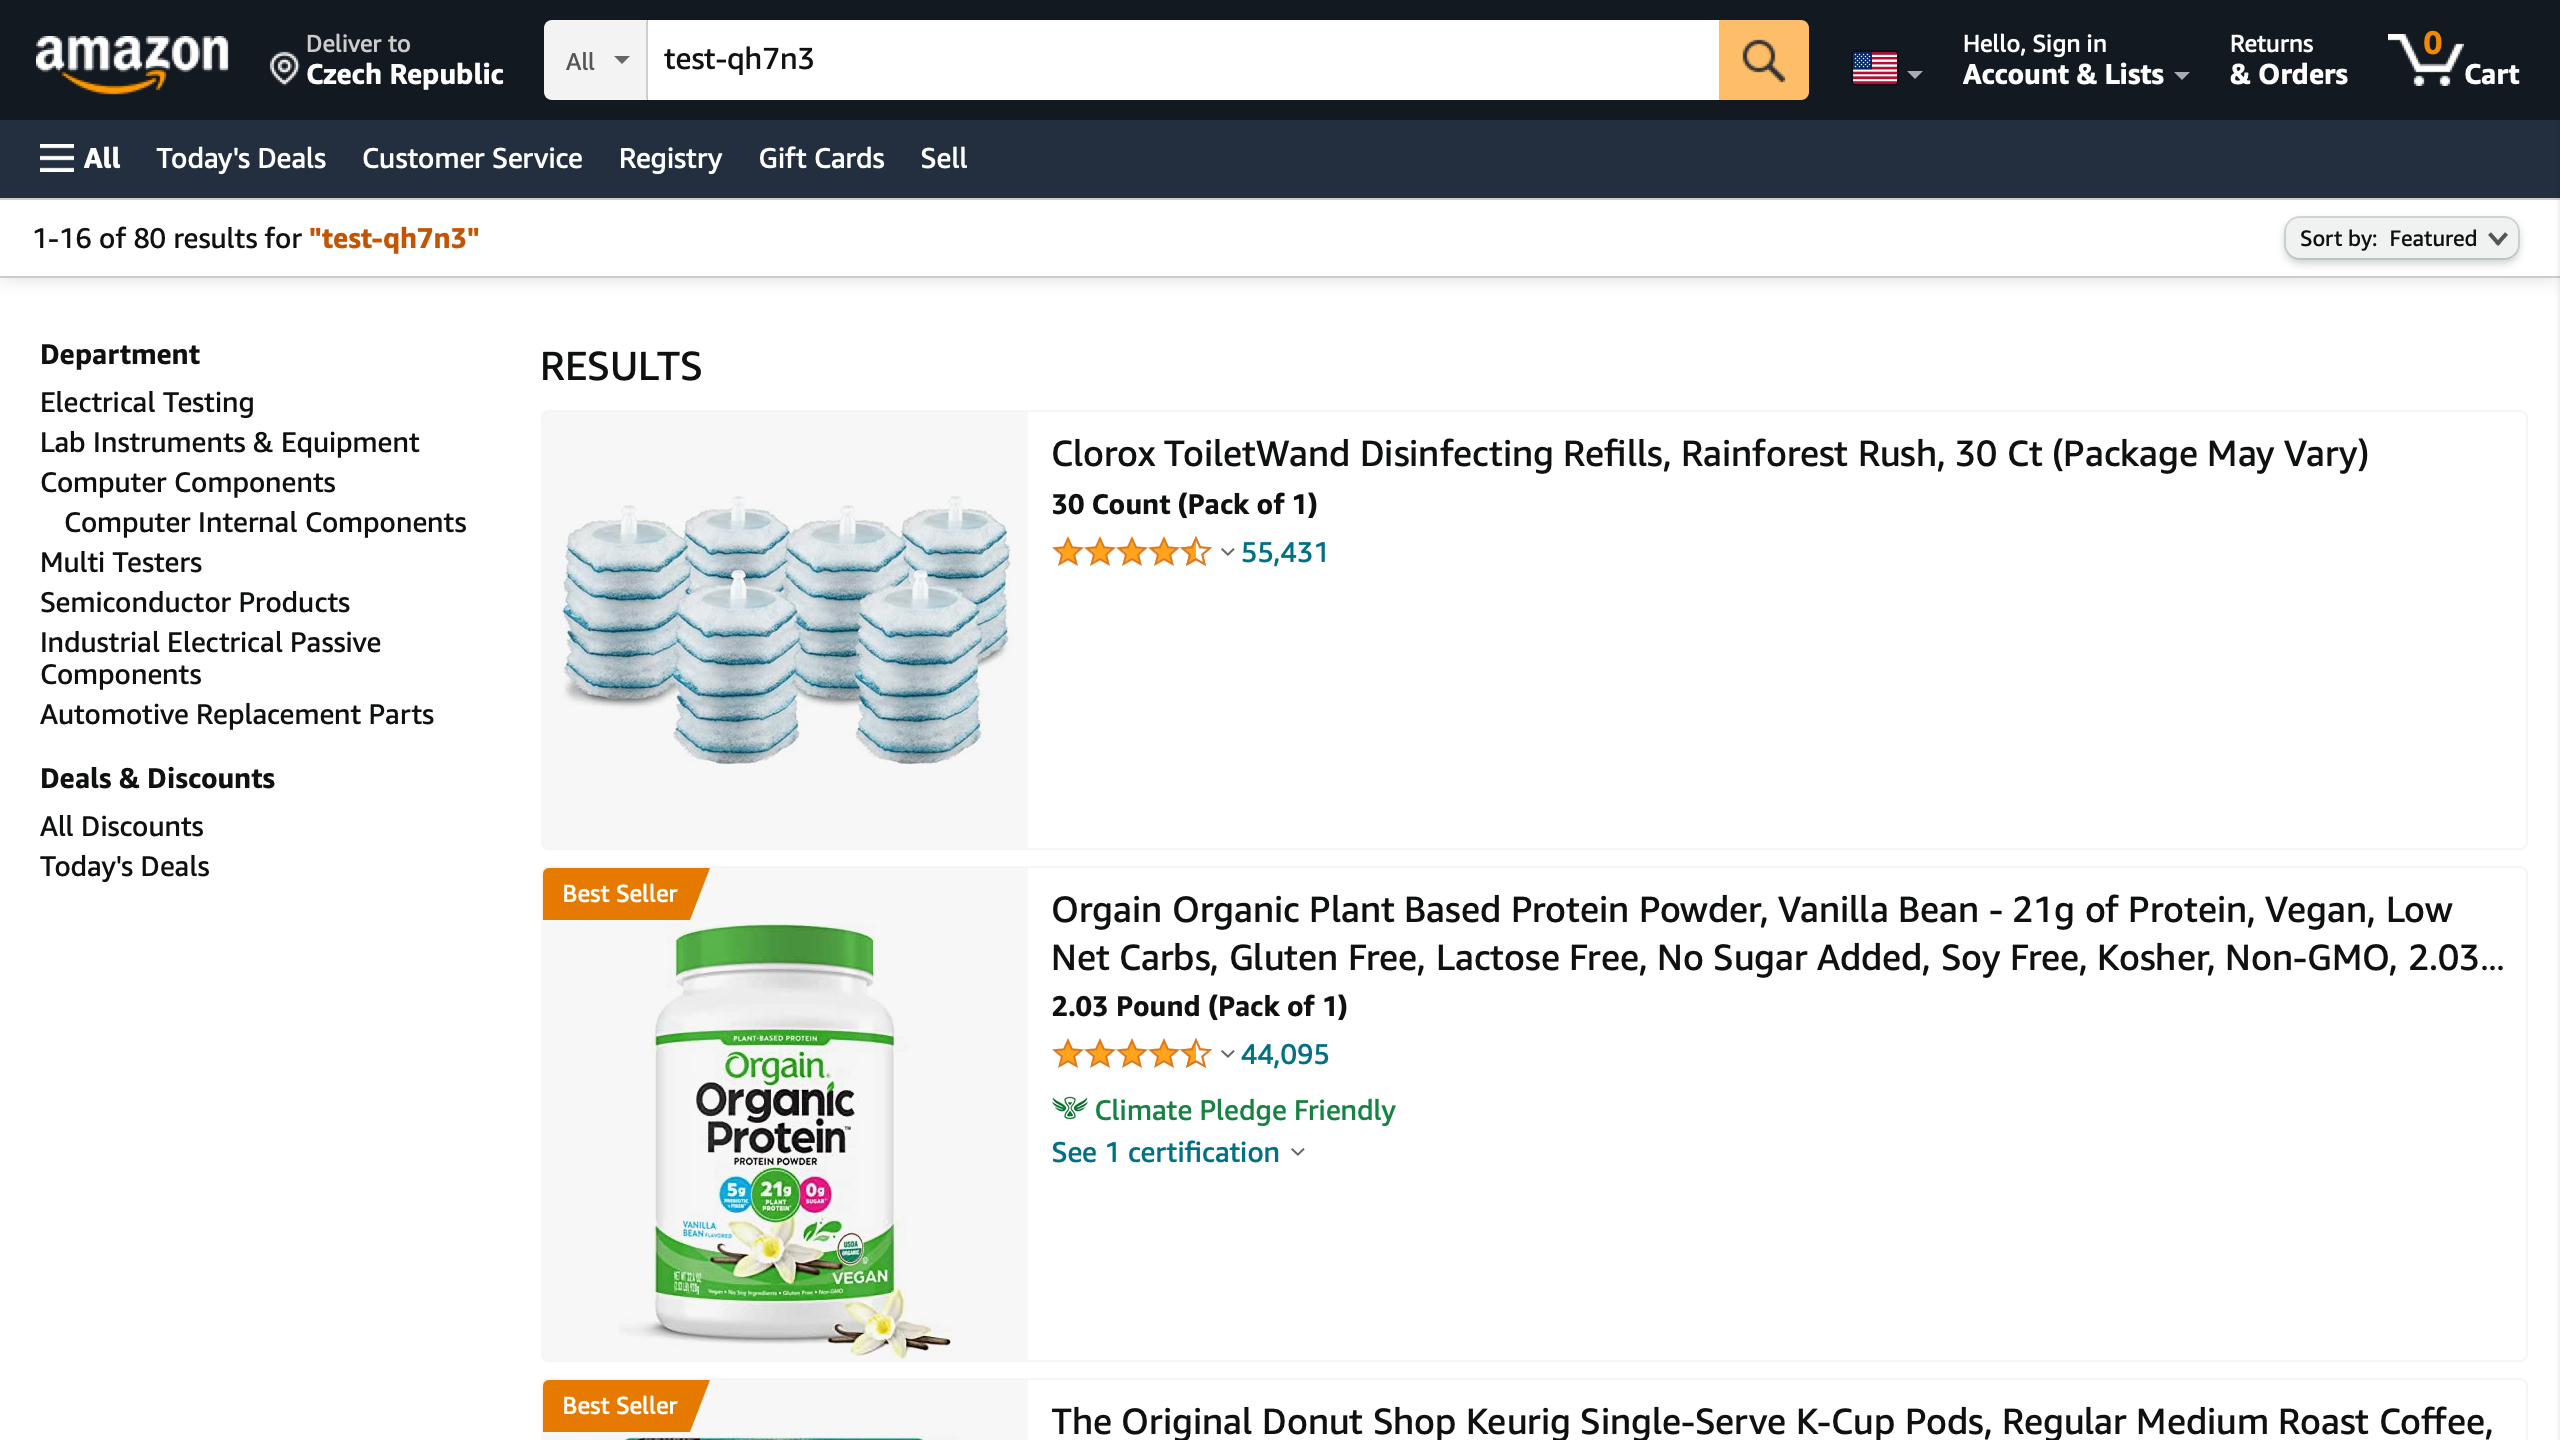 amazon
Deliver to
Czech Republic
All
test-qh7n3
Hello, Sign in
Account & Lists
Returns
& Orders
0
Cart
All
Today's Deals
Customer Service
Registry
Gift Cards
Sell
1-16 of 80 results for "test-qh7n3"
Sort by: Featured
Department
Electrical Testing
Lab Instruments & Equipment
Computer Components
Computer Internal Components
Multi Testers
Semiconductor Products
Industrial Electrical Passive
Components
Automotive Replacement Parts
Deals & Discounts
All Discounts
Today's Deals
RESULTS
Clorox ToiletWand Disinfecting Refills, Rainforest Rush, 30 Ct (Package May Vary)
30 Count (Pack of 1)
55,431
Best Seller
PLANT-BASED PROTEIN
Orgain
Organic
Protein™
PROTEIN POWDER
5g
21g
PLANT
PROTEIN
0g
SUGAR
VANILLA
BEAN FLAVORED
USDA
ORGANIC
VEGAN
Orgain Organic Plant Based Protein Powder, Vanilla Bean - 21g of Protein, Vegan, Low
Net Carbs, Gluten Free, Lactose Free, No Sugar Added, Soy Free, Kosher, Non-GMO, 2.03...
2.03 Pound (Pack of 1)
44,095
Climate Pledge Friendly
See 1 certification
Best Seller
The Original Donut Shop Keurig Single-Serve K-Cup Pods, Regular Medium Roast Coffee,